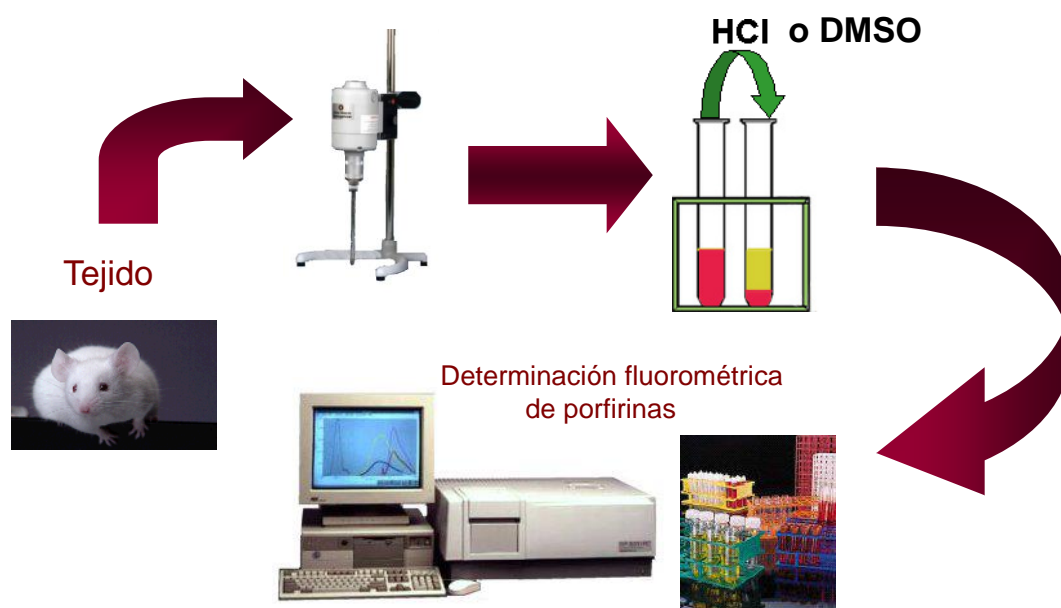 HCl o DMSO
Tejido
Determinación fluorométrica
de porfirinas